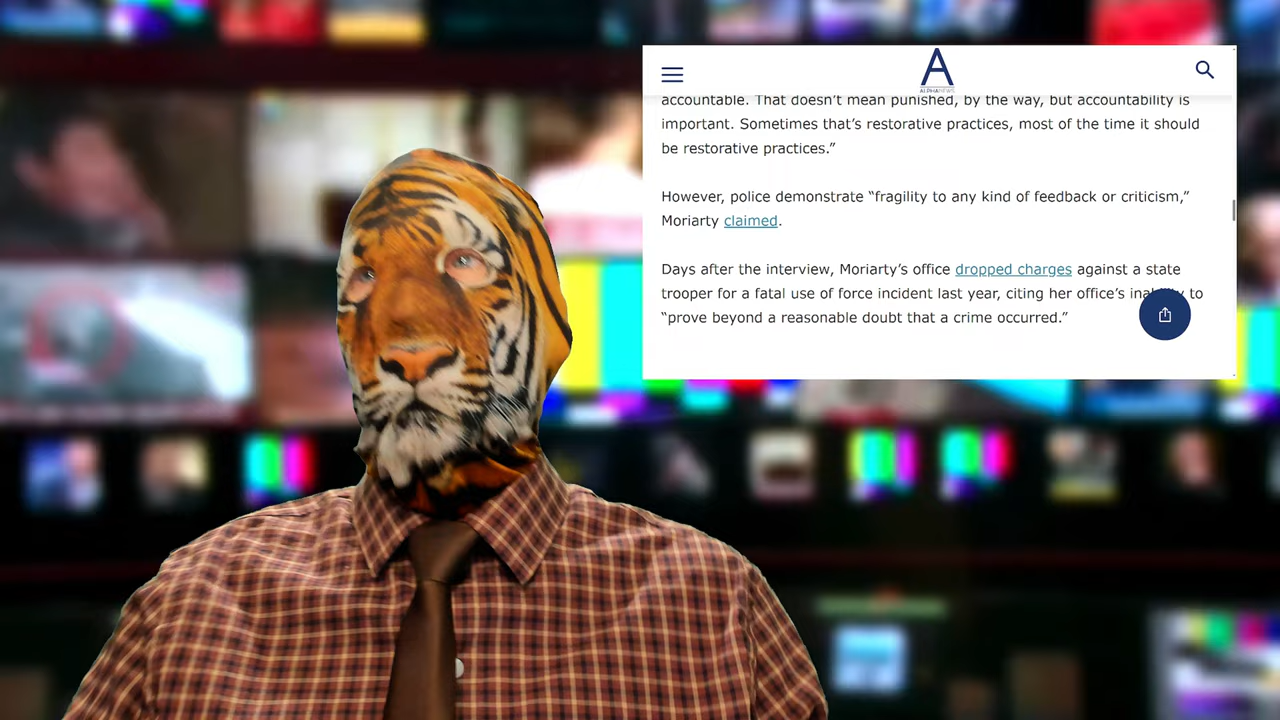 A
ALPHANEWS
accountable. That doesn’t mean punished, by the way, but accountability is
important. Sometimes that’s restorative practices, most of the time it should
be restorative practices.”
However, police demonstrate “fragility to any kind of feedback or criticism,”
Moriarty claimed.
Days after the interview, Moriarty’s office dropped charges against a state
trooper for a fatal use of force incident last year, citing her office’s to
“prove beyond a reasonable doubt that a crime occurred.”